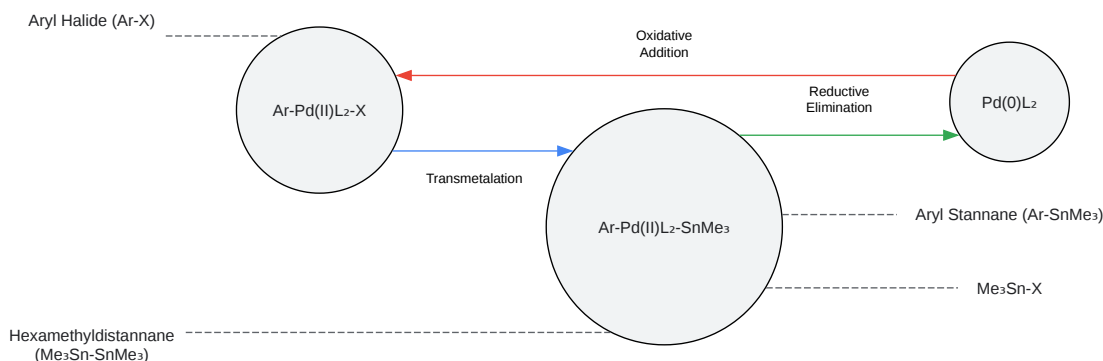 Aryl Halide (Ar-X)
Oxidative
Addition
Reductive
Elimination
Pd(0)L₂
Ar-Pd(II)L₂-X
Transmetalation
Aryl Stannane (Ar-SnMe₃)
Ar-Pd(II)L₂-SnMe₃
Me₃Sn-X
Hexamethyldistannane
(Me₃Sn-SnMe₃)